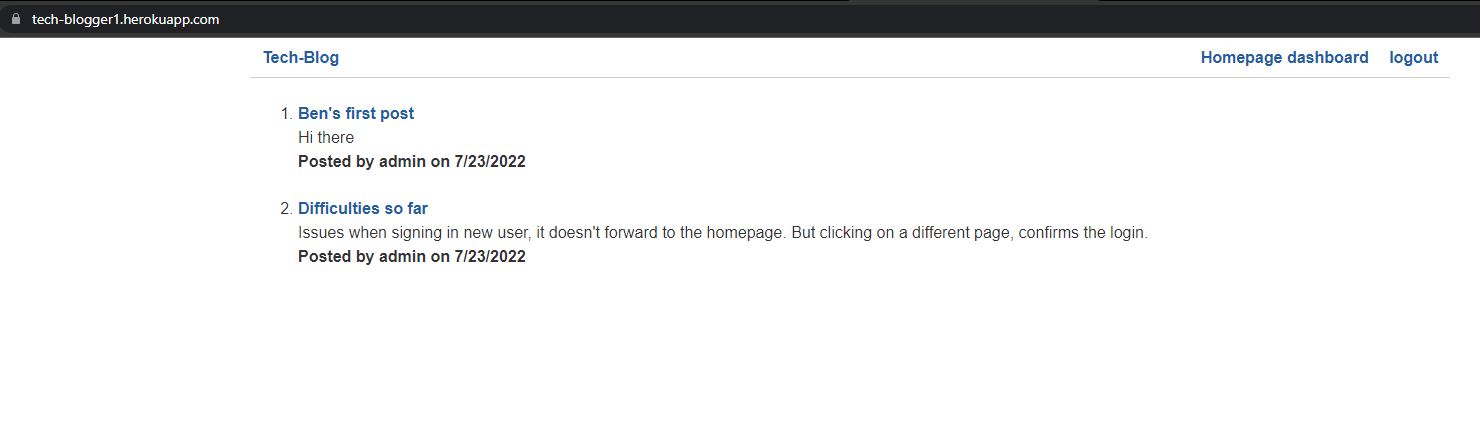 tech-blogger1.herokuapp.com
Tech-Blog Homepage dashboard logout
1. Ben's first post
Hi there
Posted by admin on 7/23/2022
2. Difficulties so far
Issues when signing in new user, it doesn't forward to the homepage. But clicking on a different page, confirms the login.
Posted by admin on 7/23/2022